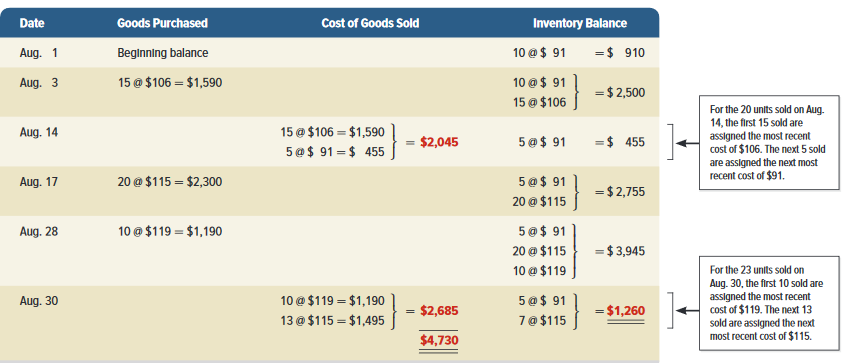 Date Goods Purchased Cost of Goods Sold Inventory Balance
Aug. 1 Beginning balance 10 @ $ 91 = $ 910
Aug. 3 15 @ $106 = $1,590 10 @ $ 91
15 @ $106 = $ 2,500
Aug. 14 15 @ $106 = $1,590
5 @ $ 91 = $ 455 = $2,045 5 @ $ 91 = $ 455
Aug. 17 20 @ $115 = $2,300 5 @ $ 91
20 @ $115 = $ 2,755
Aug. 28 10 @ $119 = $1,190 5 @ $ 91
20 @ $115 = $ 3,945
10 @ $119
Aug. 30 10 @ $119 = $1,190 5 @ $ 91
13 @ $115 = $1,495 = $2,685 7 @ $115 = $1,260
$4,730
For the 20 units sold on Aug.
14, the first 15 sold are
assigned the most recent
cost of $106. The next 5 sold
are assigned the next most
recent cost of $91.
For the 23 units sold on
Aug. 30, the first 10 sold are
assigned the most recent
cost of $119. The next 13
sold are assigned the next
most recent cost of $115.